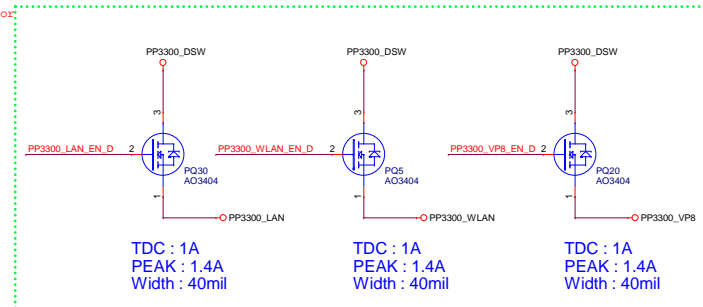 or
PP3300_DSW
3
PP3300_LAN_EN_D 2
PQ30
AO3404
1
PP3300_LAN
TDC : 1A
PEAK : 1.4A
Width : 40mil
PP3300_DSW
3
PP3300_WLAN_EN_D 2
PQ5
AO3404
1
PP3300_WLAN
TDC : 1A
PEAK : 1.4A
Width : 40mil
PP3300_DSW
3
PP3300_VP8_EN_D 2
PQ20
AO3404
1
PP3300_VP8
TDC : 1A
PEAK : 1.4A
Width : 40mil